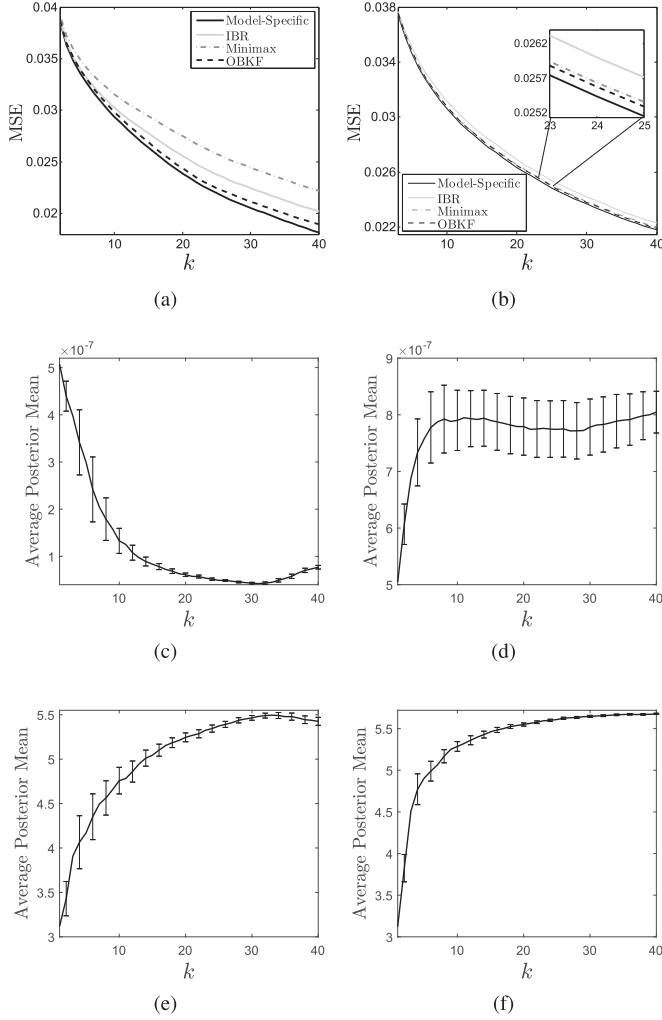 0.04
0.035
0.03
0.025
0.02
MSE
10 20 30 40
k
Model-Specific
IBR
Minimax
OBKF
(a)
0.038
0.034
0.03
0.026
0.022
MSE
10 20 30 40
k
0.0262
0.0257
0.0252
23 24 25
Model-Specific
IBR
Minimax
OBKF
(b)
×10⁻⁷
5
4
3
2
1
Average Posterior Mean
10 20 30 40
k
(c)
×10⁻⁷
9
8
7
6
5
Average Posterior Mean
10 20 30 40
k
(d)
5.5
5
4.5
4
3.5
3
Average Posterior Mean
10 20 30 40
k
(e)
5.5
5
4.5
4
3.5
3
Average Posterior Mean
10 20 30 40
k
(f)